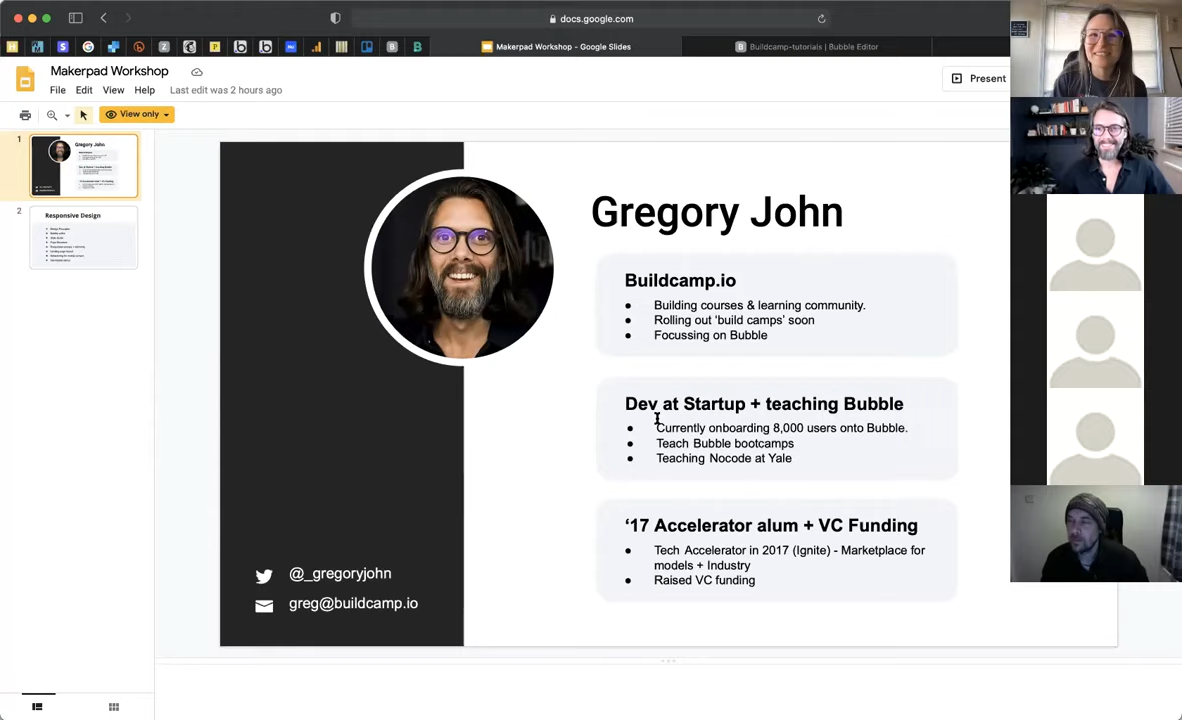 docs.google.com
Makerpad Workshop - Google Slides
Buildcamp-tutorials | Bubble Editor
Makerpad Workshop
File Edit View Help Last edit was 2 hours ago
Present
View only
1
Gregory John
2
Responsive Design
Gregory John
Buildcamp.io
● Building courses & learning community.
● Rolling out ‘build camps’ soon
● Focussing on Bubble
Dev at Startup + teaching Bubble
● Currently onboarding 8,000 users onto Bubble.
● Teach Bubble bootcamps
● Teaching Nocode at Yale
‘17 Accelerator alum + VC Funding
● Tech Accelerator in 2017 (Ignite) - Marketplace for
models + Industry
● Raised VC funding
@_gregoryjohn
greg@buildcamp.io